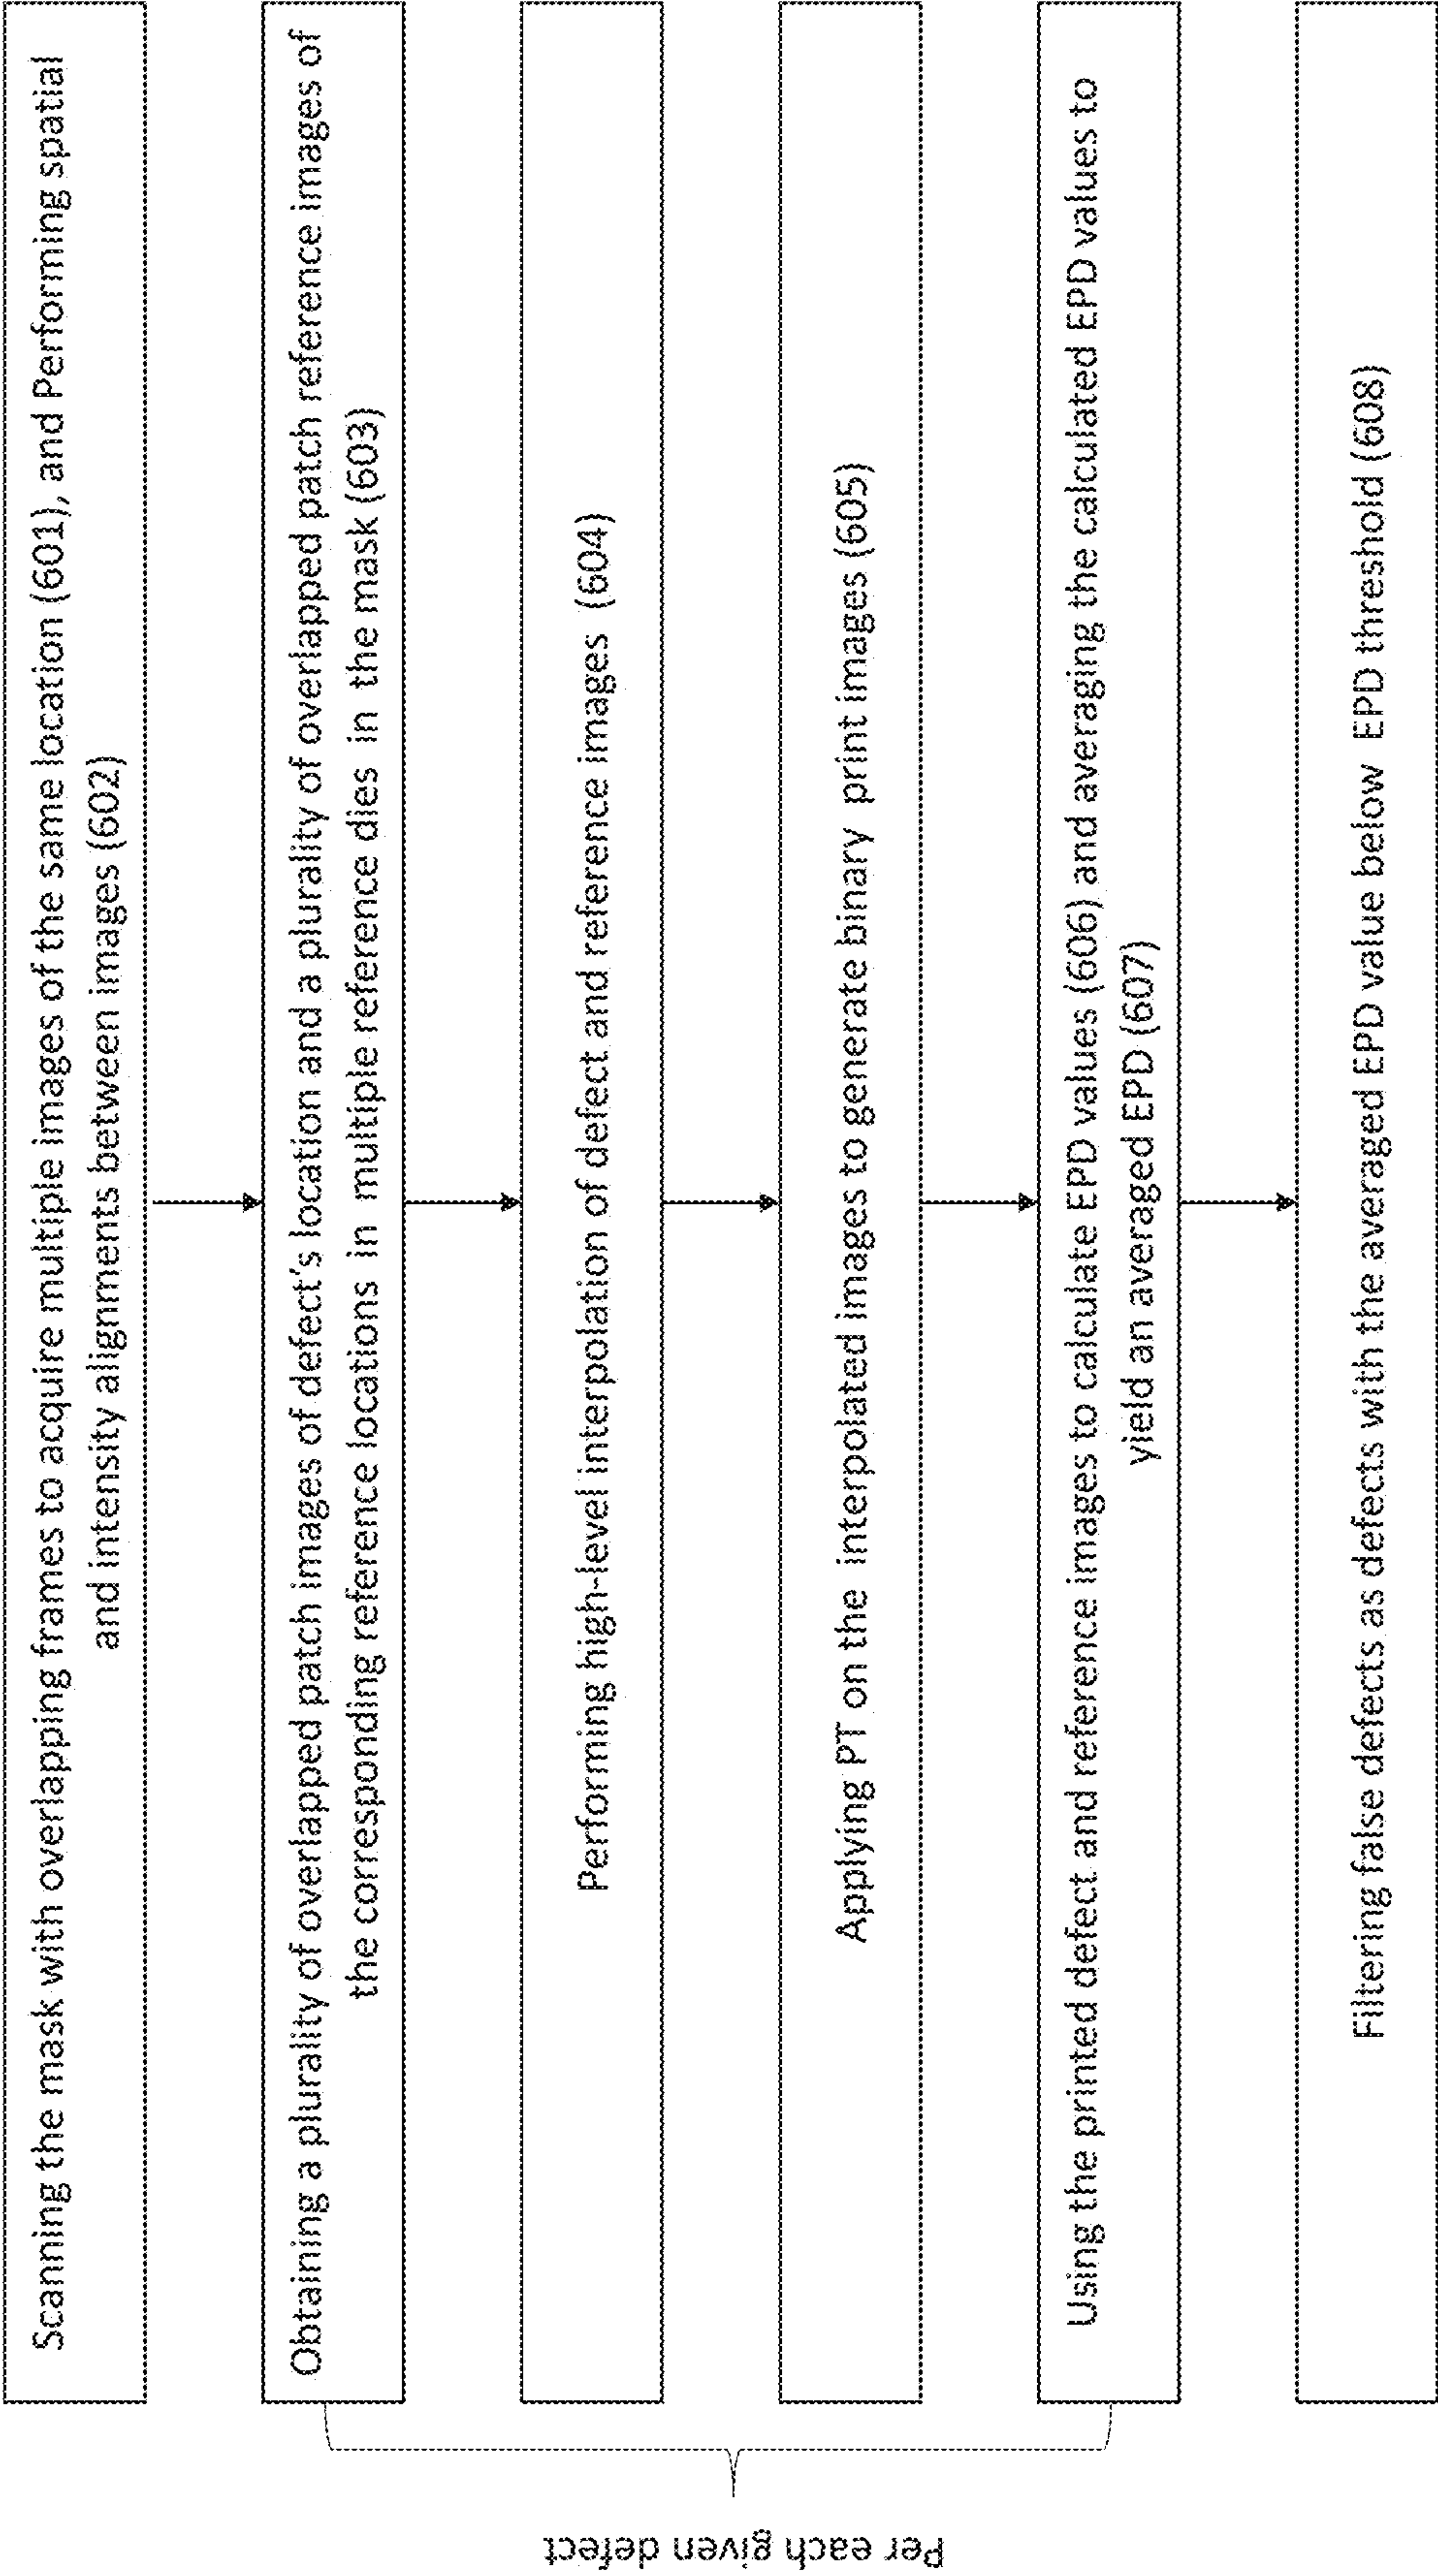 Scanning the mask with overlapping frames to acquire multiple images of the same location (601), and Performing spatial
and intensity alignments between images (602)
Obtaining a plurality of overlapped patch images of defect's location and a plurality of overlapped patch reference images of
the corresponding reference locations in multiple reference dies in the mask (603)
Performing high-level interpolation of defect and reference images (604)
Applying PT on the interpolated images to generate binary print images (605)
Using the printed defect and reference images to calculate EPD values (606) and averaging the calculated EPD values to
yield an averaged EPD (607)
Filtering false defects as defects with the averaged EPD value below EPD threshold (608)
Per each given defect